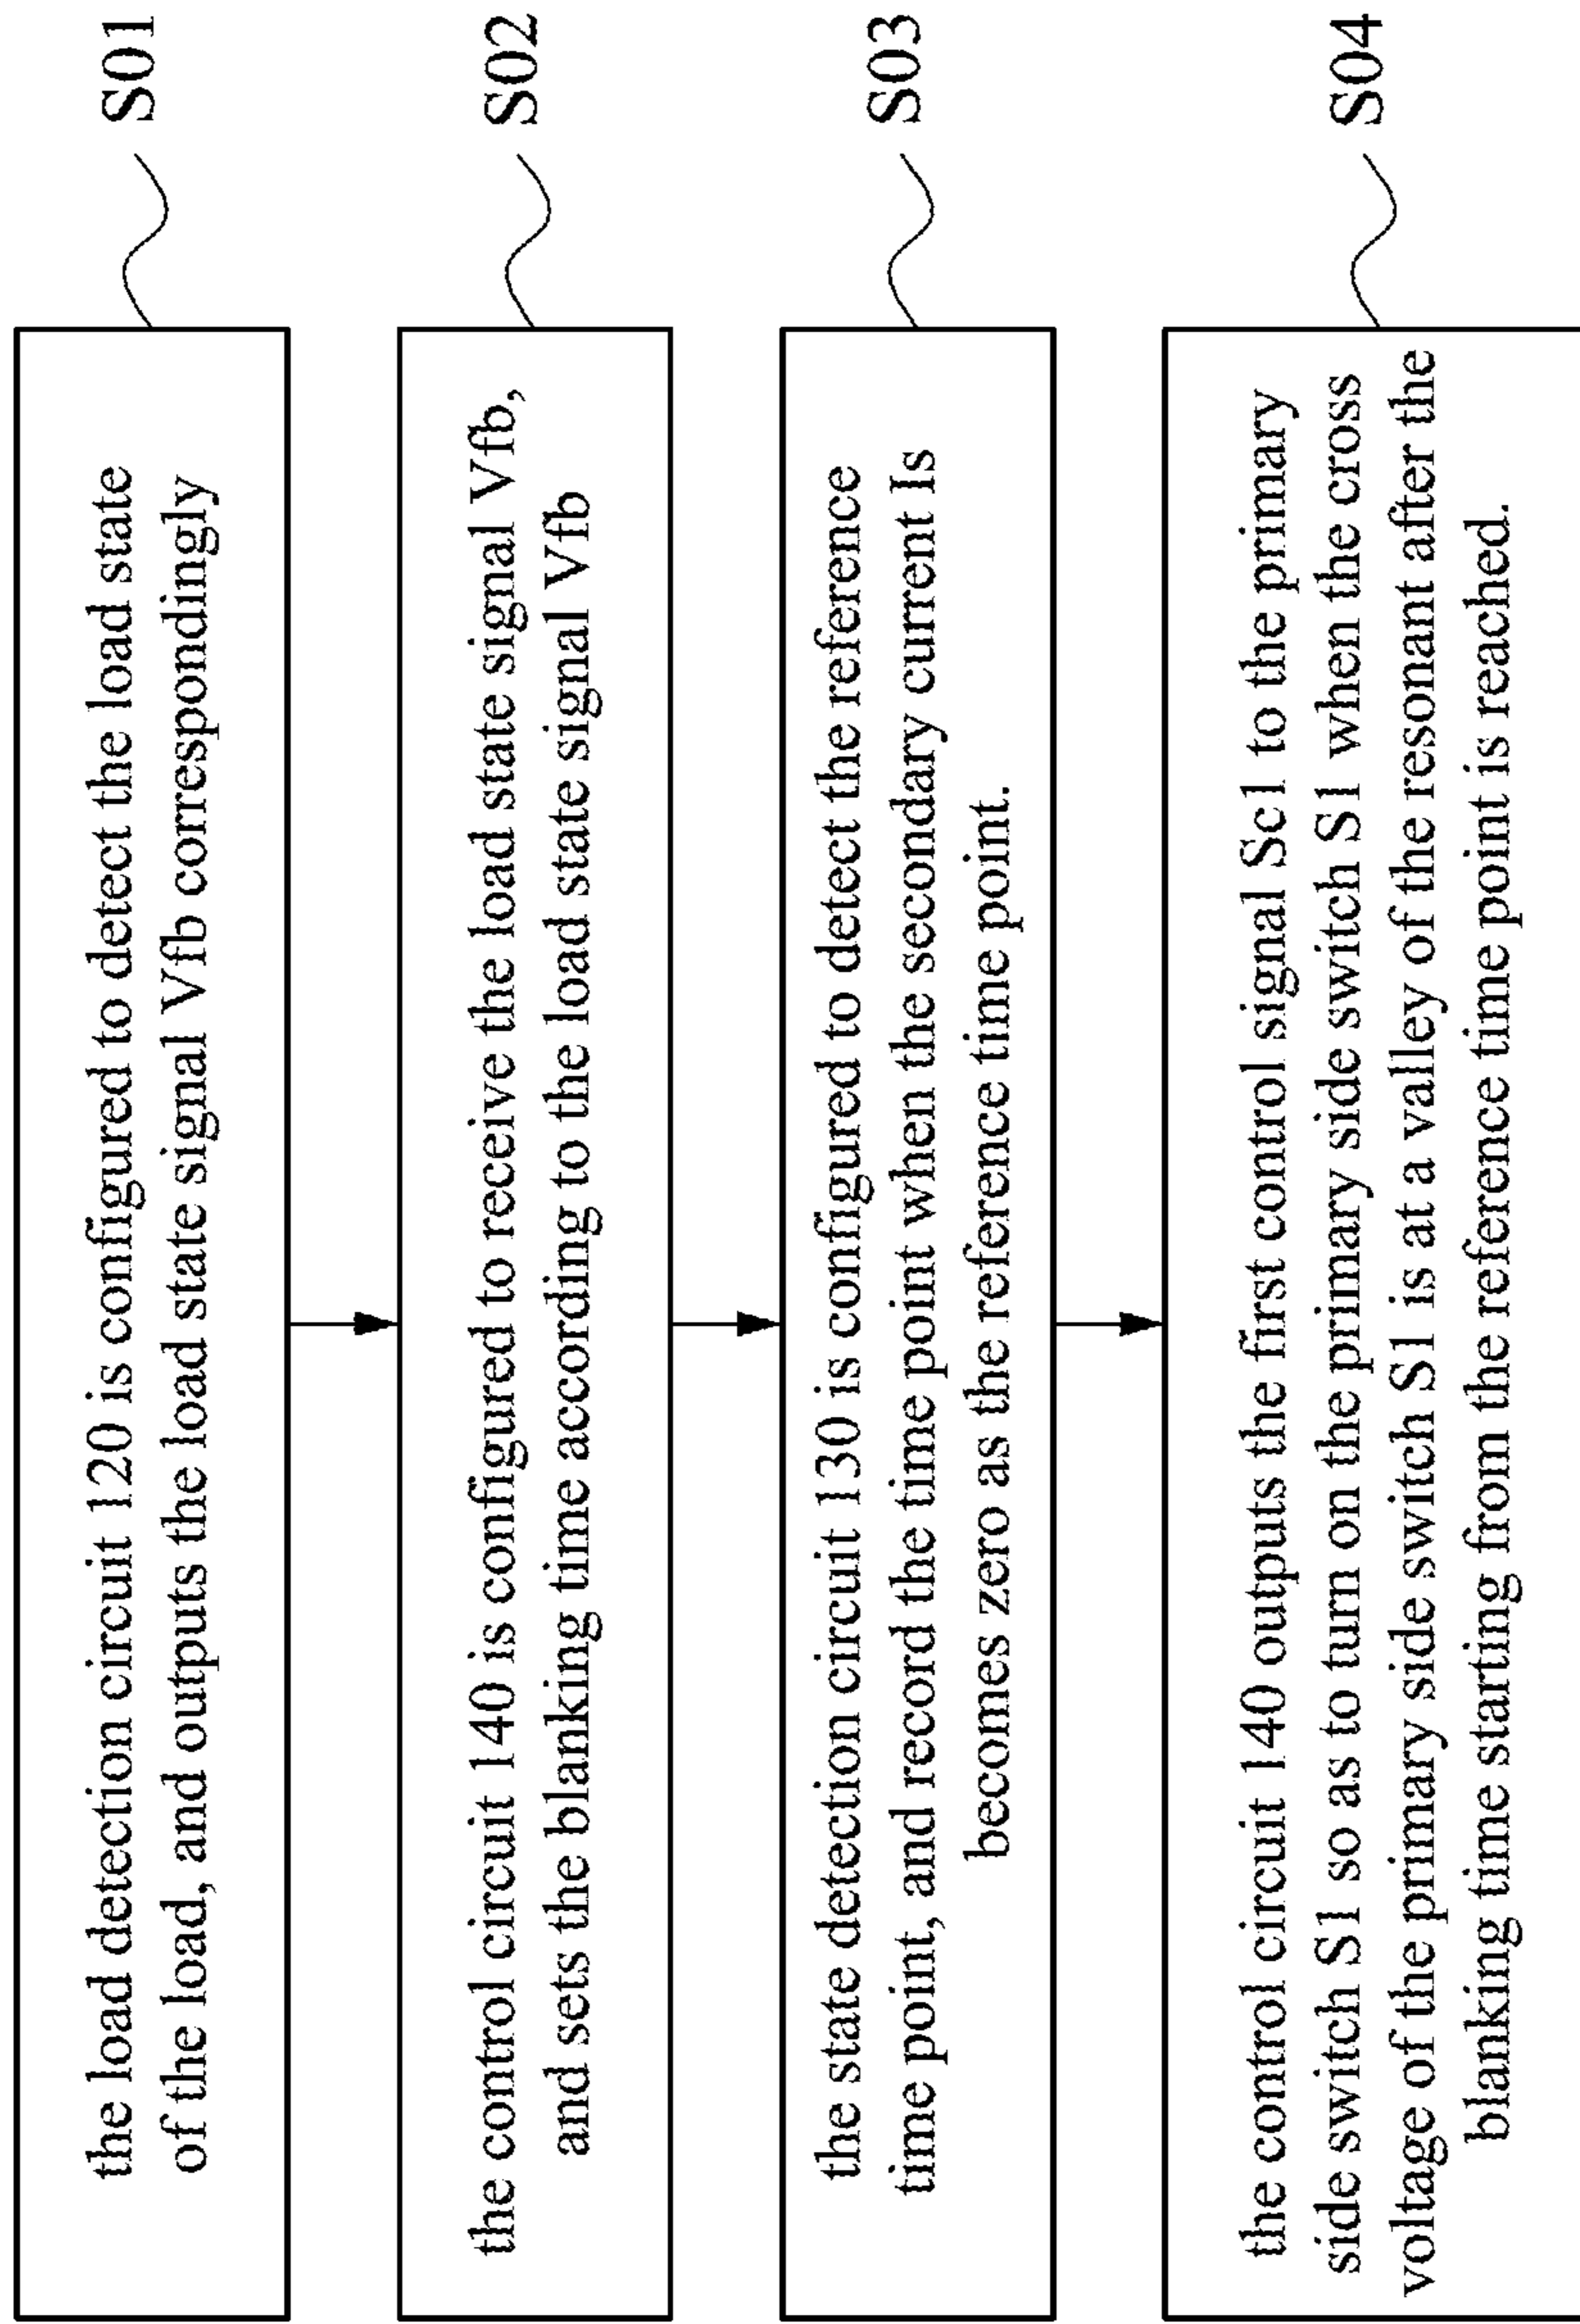 the load detection circuit 120 is configured to detect the load state
of the load, and outputs the load state signal Vfb correspondingly
S01
the control circuit 140 is configured to receive the load state signal Vfb,
and sets the blanking time according to the load state signal Vfb
S02
the state detection circuit 130 is configured to detect the reference
time point, and record the time point when the secondary current Is
becomes zero as the reference time point.
S03
the control circuit 140 outputs the first control signal Sc1 to the primary
side switch S1 so as to turn on the primary side switch S1 when the cross
voltage of the primary side switch S1 is at a valley of the resonant after the
blanking time starting from the reference time point is reached.
S04